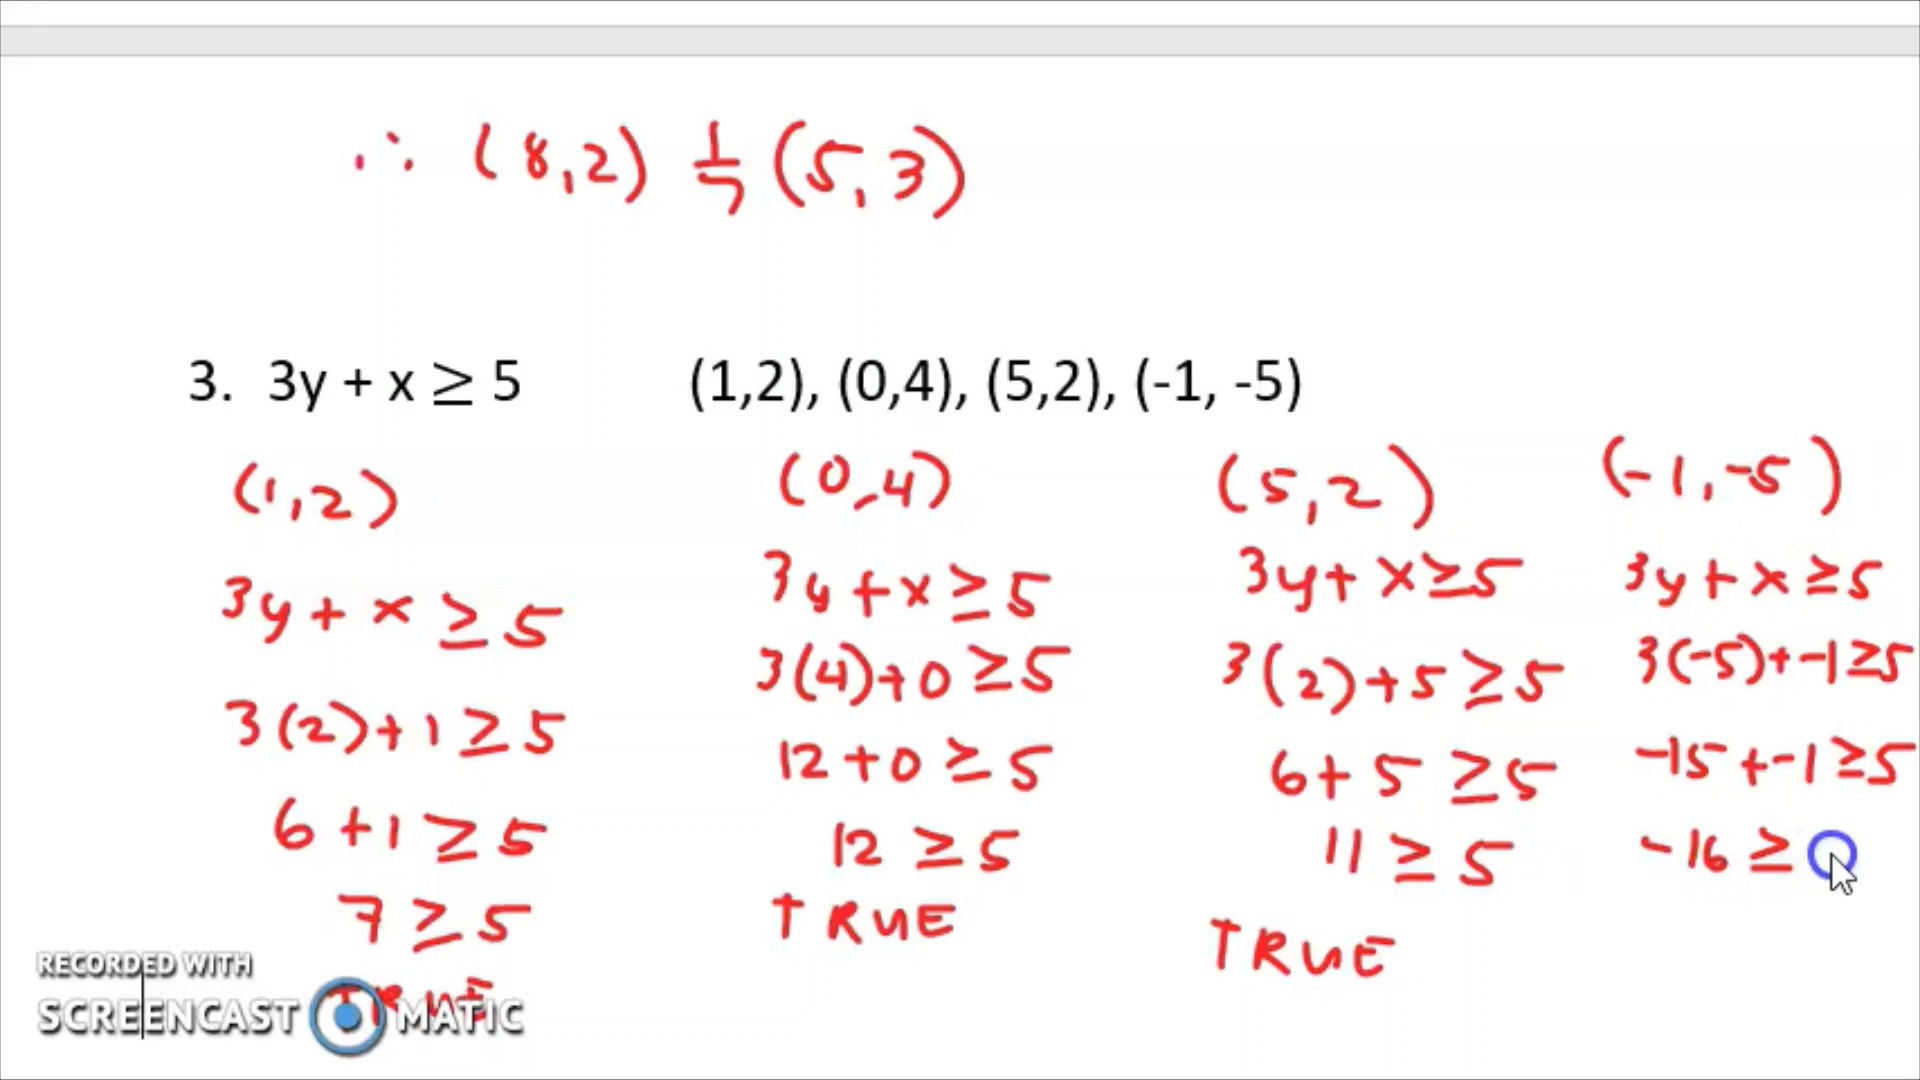 ∴ (8,2) & (5,3)
3. 3y + x ≥ 5 (1,2), (0,4), (5,2), (-1, -5)
(1,2)
3y + x ≥ 5
3(2)+1 ≥ 5
6+1 ≥ 5
7 ≥ 5
TRUE
(0,4)
3y+x ≥ 5
3(4)+0 ≥ 5
12+0 ≥ 5
12 ≥ 5
TRUE
(5,2)
3y+x≥5
3(2)+5≥5
6+5≥5
11 ≥ 5
TRUE
(-1,-5)
3y+x≥5
3(-5)+-1≥5
-15+-1≥5
-16 ≥
RECORDED WITH
SCREENCAST MATIC